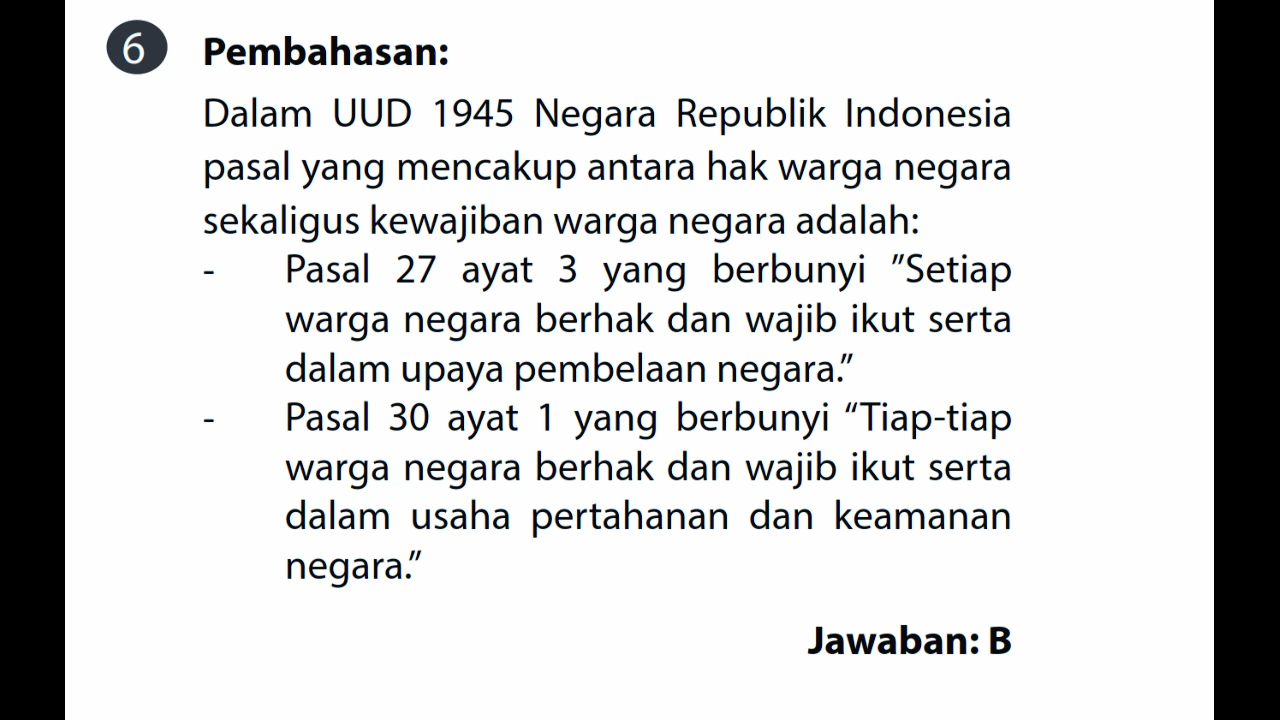 6 Pembahasan:
Dalam UUD 1945 Negara Republik Indonesia
pasal yang mencakup antara hak warga negara
sekaligus kewajiban warga negara adalah:
- Pasal 27 ayat 3 yang berbunyi ”Setiap
warga negara berhak dan wajib ikut serta
dalam upaya pembelaan negara.”
- Pasal 30 ayat 1 yang berbunyi “Tiap-tiap
warga negara berhak dan wajib ikut serta
dalam usaha pertahanan dan keamanan
negara.”
Jawaban: B